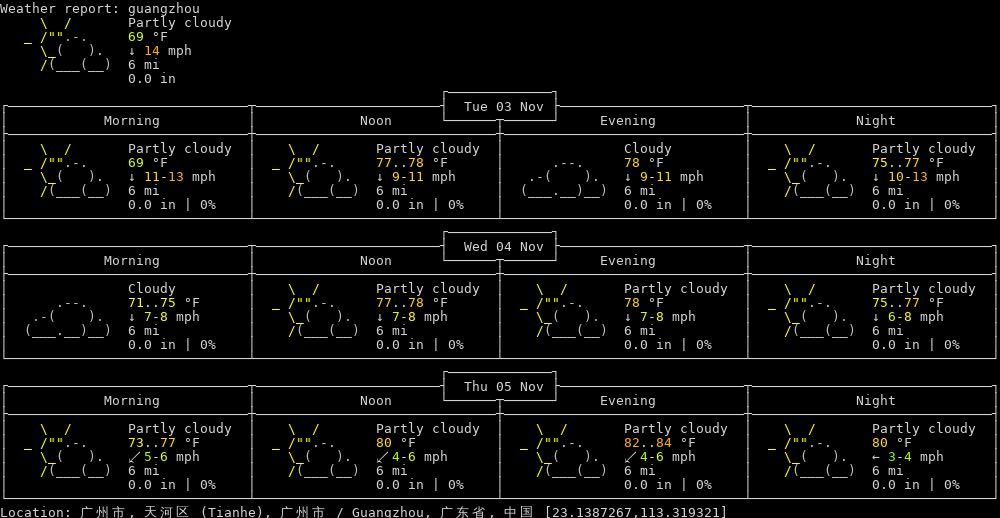 Weather report: guangzhou
Partly cloudy
69 °F
↓ 14 mph
6 mi
0.0 in
Tue 03 Nov
Morning Noon Evening Night
Partly cloudy Partly cloudy Cloudy Partly cloudy
69 °F 77..78 °F 78 °F 75..77 °F
↓ 11-13 mph ↓ 9-11 mph ↓ 9-11 mph ↓ 10-13 mph
6 mi 6 mi 6 mi 6 mi
0.0 in | 0% 0.0 in | 0% 0.0 in | 0% 0.0 in | 0%
Wed 04 Nov
Morning Noon Evening Night
Cloudy Partly cloudy Partly cloudy Partly cloudy
71..75 °F 77..78 °F 78 °F 75..77 °F
↓ 7-8 mph ↓ 7-8 mph ↓ 7-8 mph ↓ 6-8 mph
6 mi 6 mi 6 mi 6 mi
0.0 in | 0% 0.0 in | 0% 0.0 in | 0% 0.0 in | 0%
Thu 05 Nov
Morning Noon Evening Night
Partly cloudy Partly cloudy Partly cloudy Partly cloudy
73..77 °F 80 °F 82..84 °F 80 °F
↙ 5-6 mph ↙ 4-6 mph ↙ 4-6 mph ← 3-4 mph
6 mi 6 mi 6 mi 6 mi
0.0 in | 0% 0.0 in | 0% 0.0 in | 0% 0.0 in | 0%
Location: 广州市, 天河区 (Tianhe), 广州市 / Guangzhou, 广东省, 中国 [23.1387267,113.319321]